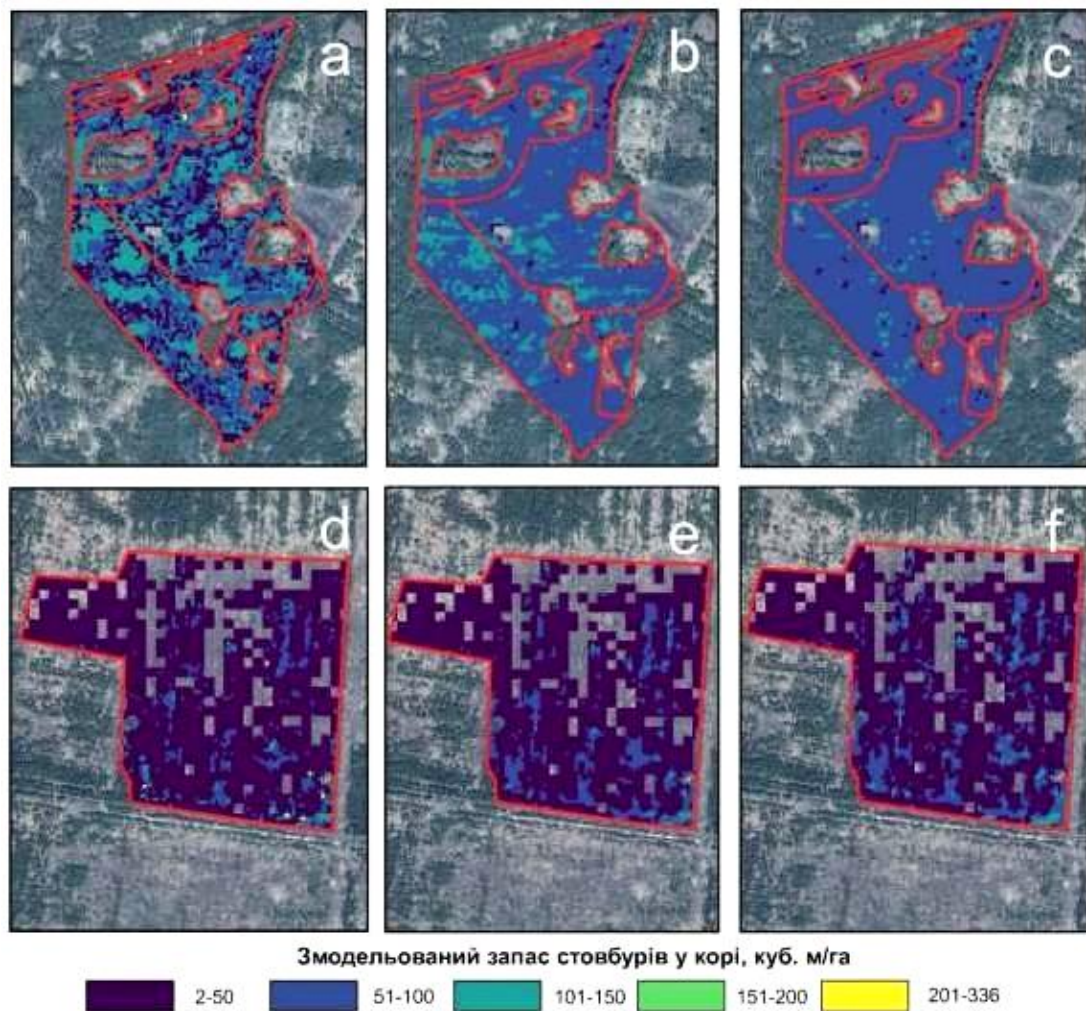 a
b
c
d
e
f
Змодельований запас стовбурів у корі, куб. м/га
2-50
51-100
101-150
151-200
201-336